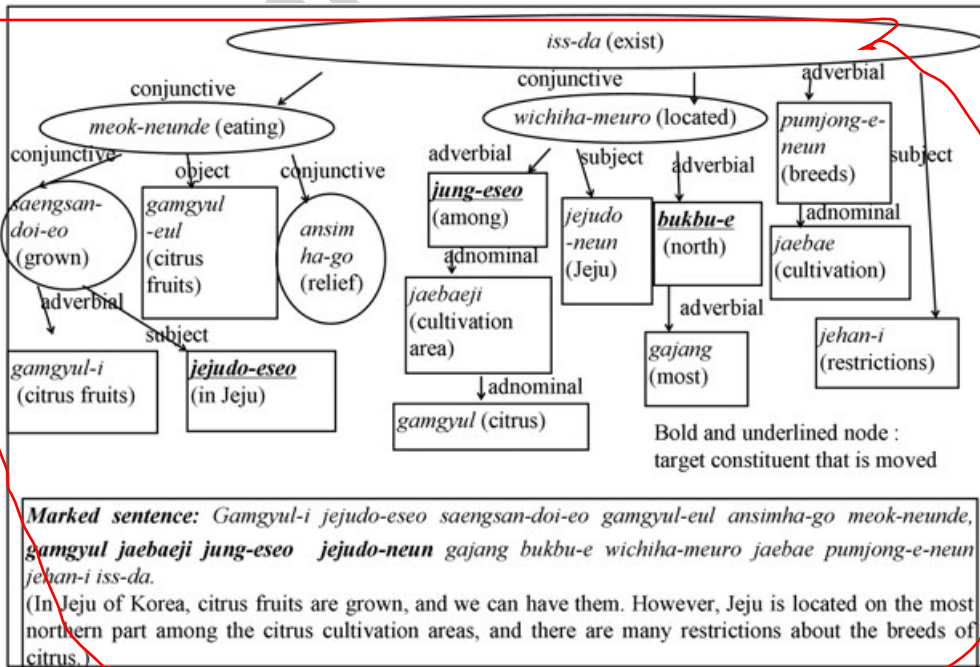 iss-da (exist)
conjunctive
conjunctive
adverbial
meok-neunde (eating)
wichiha-meuro (located)
pumjong-e-
neun
(breeds)
conjunctive
object
conjunctive
adverbial
subject
adverbial
subject
saengsan-
doi-eo
(grown)
gamgyul
-eul
(citrus
fruits)
ansim
ha-go
(relief)
jung-eseo
(among)
jejudo
-neun
(Jeju)
bukbu-e
(north)
adnominal
jaebae
(cultivation)
adnominal
adverbial
subject
jaebaeji
(cultivation
area)
adverbial
gamgyul-i
(citrus fruits)
jejudo-eseo
(in Jeju)
gajang
(most)
jehan-i
(restrictions)
adnominal
gamgyul (citrus)
Bold and underlined node :
target constituent that is moved
Marked sentence: Gamgyul-i jejudo-eseo saengsan-doi-eo gamgyul-eul ansimha-go meok-neunde,
gamgyul jaebaeji jung-eseo jejudo-neun gajang bukbu-e wichiha-meuro jaebae pumjong-e-neun
jehan-i iss-da.
(In Jeju of Korea, citrus fruits are grown, and we can have them. However, Jeju is located on the most
northern part among the citrus cultivation areas, and there are many restrictions about the breeds of
citrus.)